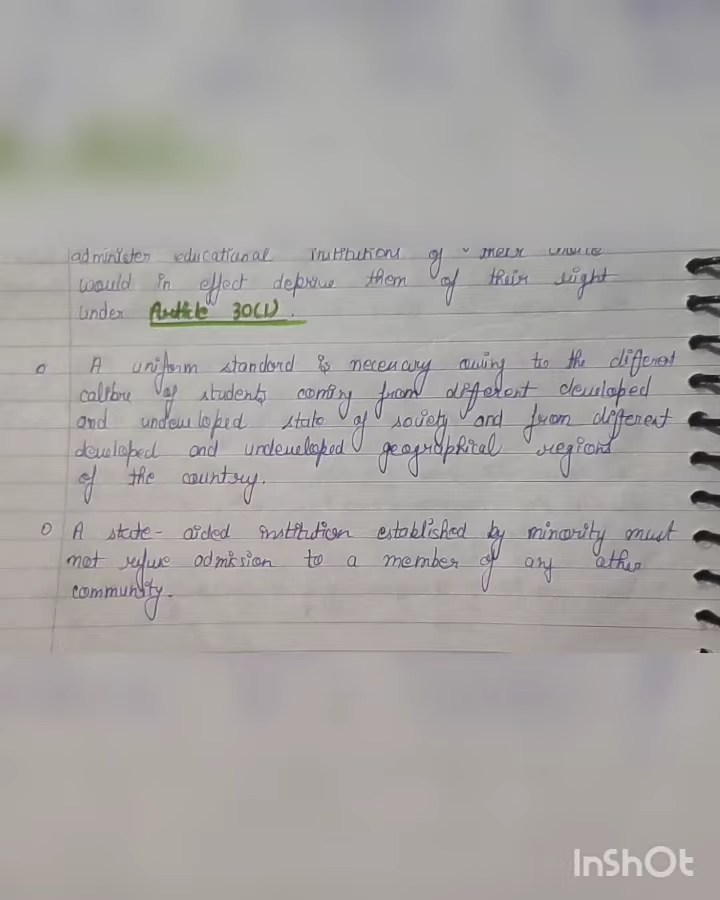 administer educational institutions of their choice
would in effect deprive them of their right
under Article 30(1).
A uniform standard is necessary owing to the different
calibre of students coming from different developed
and undeveloped state of society and from different
developed and undeveloped geographical regions
of the country.
A state-aided institution established by minority must
not refuse admission to a member of any other
community.
InShOt